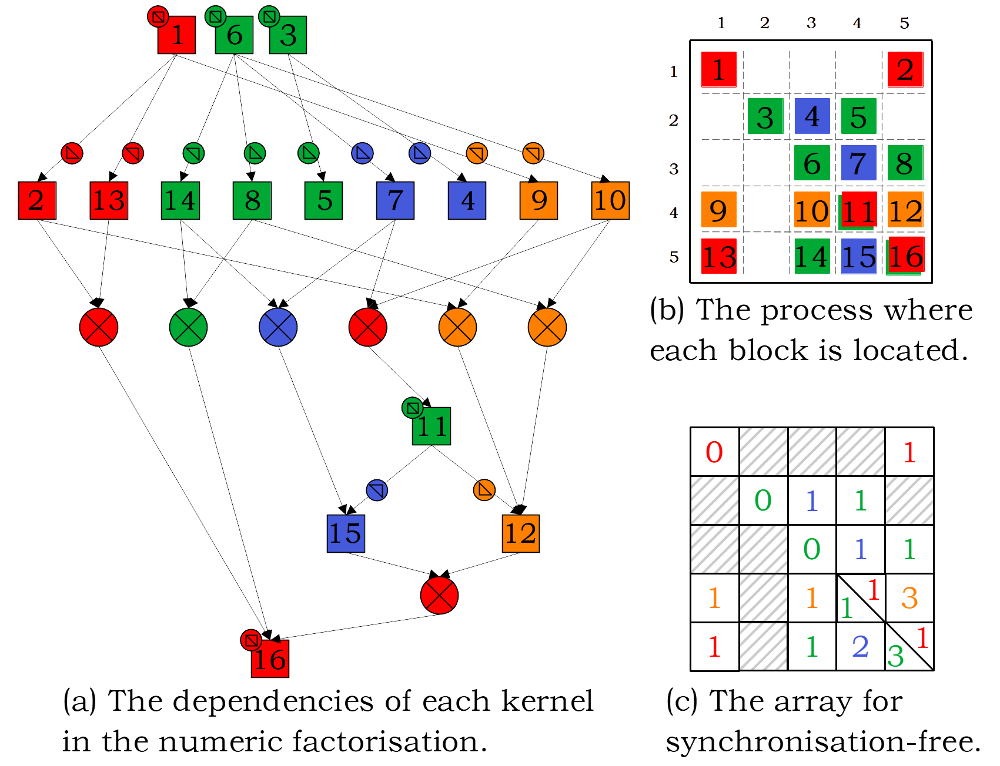 1 6 3
2 13 14 8 5 7 4 9 10
11
15 12
16
(a) The dependencies of each kernel
in the numeric factorisation.
1 2 3 4 5
1 1 2
2 3 4 5
3 6 7 8
4 9 10 11 12
5 13 14 15 16
(b) The process where
each block is located.
0 1
0 1 1
0 1 1
1 1 1 1 3
1 1 2 3 1
(c) The array for
synchronisation-free.